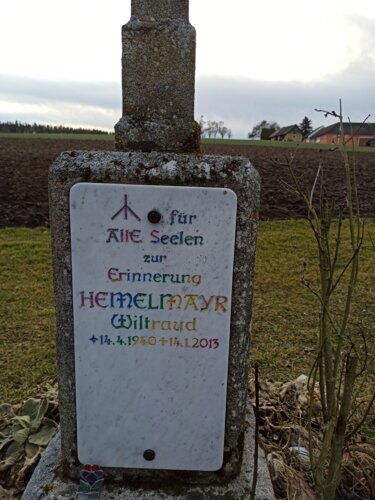 für
AllE Seelen
zur
Erinnerung
HEMELMAYR
Wiltraud
+14.4.1940+14.1.2013